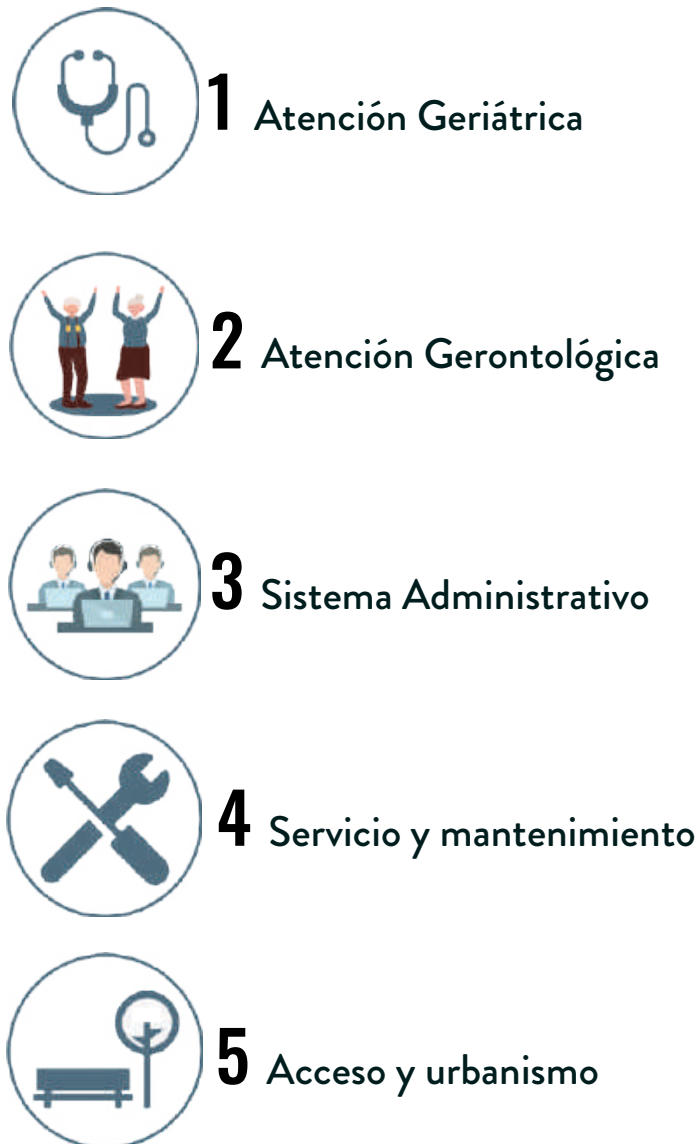 1 Atención Geriátrica
2 Atención Gerontológica
3 Sistema Administrativo
4 Servicio y mantenimiento
5 Acceso y urbanismo